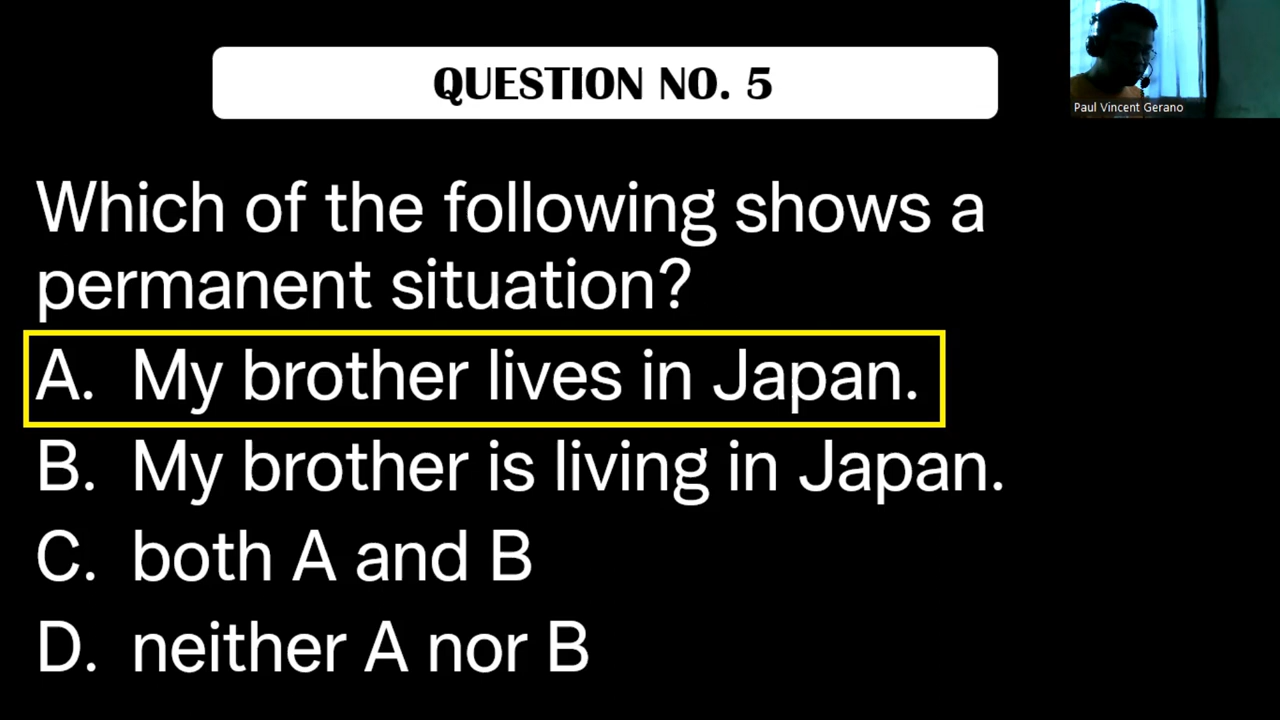 QUESTION NO. 5
Paul Vincent Gerano
Which of the following shows a
permanent situation?
A. My brother lives in Japan.
B. My brother is living in Japan.
C. both A and B
D. neither A nor B